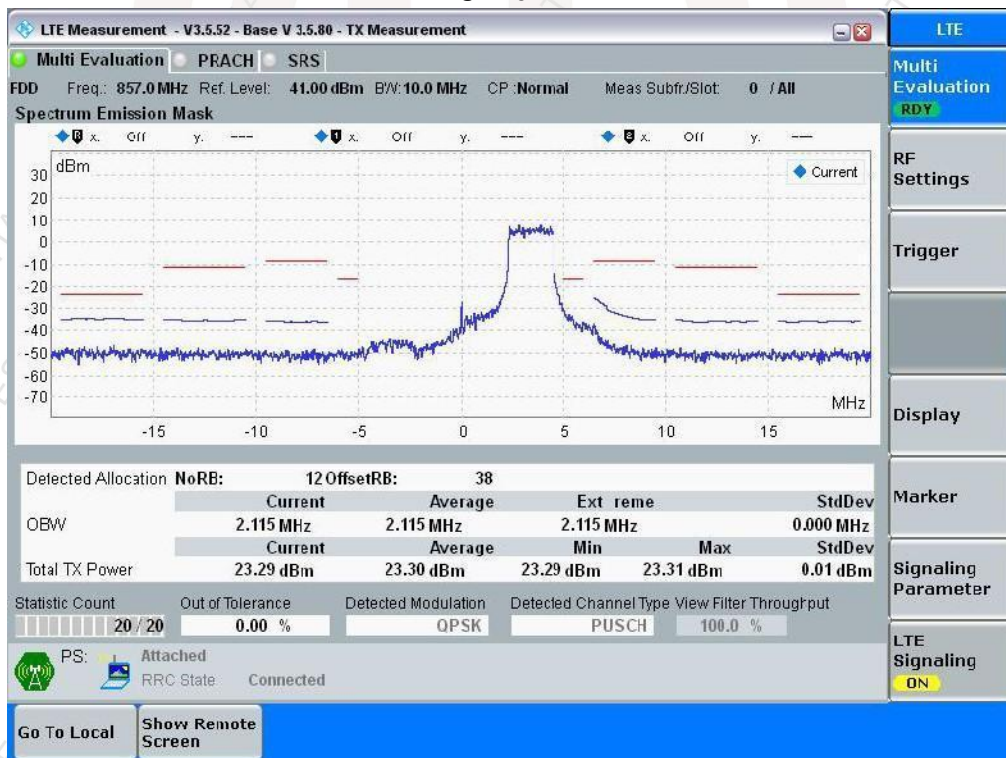 LTE Measurement - V3.5.52 - Base V 3.5.80 - TX Measurement
LTE
Multi Evaluation PRACH SRS
Multi Evaluation
RDY
FDD Freq.: 857.0 MHz Ref. Level: 41.00 dBm BW: 10.0 MHz CP : Normal Meas Subfr./Slot: 0 / All
Spectrum Emission Mask
0 x. Off y. --- 1 x. Off y. --- 2 x. Off y. ---
dBm
Current
30
20
10
0
-10
-20
-30
-40
-50
-60
-70
MHz
-15 -10 -5 0 5 10 15
RF
Settings
Trigger
Display
Marker
Signaling
Parameter
LTE
Signaling
ON
Detected Allocation NoRB: 12 OffsetRB: 38
Current Average Extreme StdDev
OBW 2.115 MHz 2.115 MHz 2.115 MHz 0.000 MHz
Current Average Min Max StdDev
Total TX Power 23.29 dBm 23.30 dBm 23.29 dBm 23.31 dBm 0.01 dBm
Statistic Count Out of Tolerance Detected Modulation Detected Channel Type View Filter Throughput
20 / 20 0.00 % QPSK PUSCH 100.0 %
PS: Attached
RRC State Connected
Go To Local
Show Remote
Screen